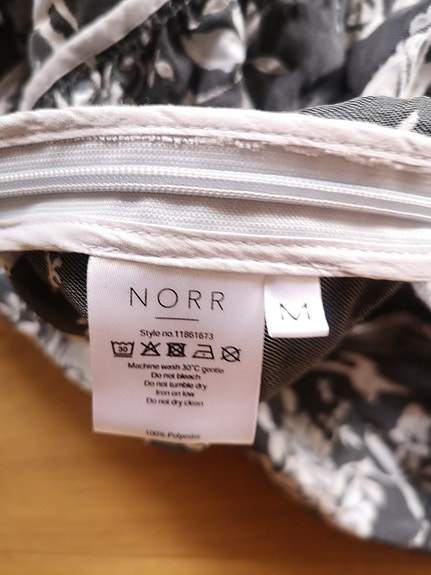 NORR
M
Style no.11861673
30
Machine wash 30°C gentle
Do not bleach
Do not tumble dry
Iron on low
Do not dry clean
100% Polyester